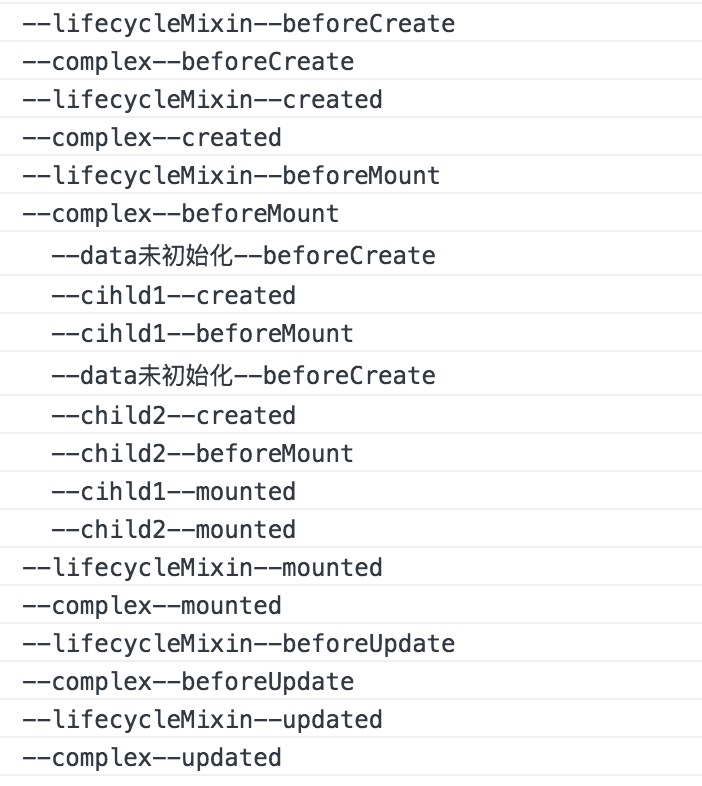 --lifecycleMixin--beforeCreate
--complex--beforeCreate
--lifecycleMixin--created
--complex--created
--lifecycleMixin--beforeMount
--complex--beforeMount
--data未初始化--beforeCreate
--cihld1--created
--cihld1--beforeMount
--data未初始化--beforeCreate
--child2--created
--child2--beforeMount
--cihld1--mounted
--child2--mounted
--lifecycleMixin--mounted
--complex--mounted
--lifecycleMixin--beforeUpdate
--complex--beforeUpdate
--lifecycleMixin--updated
--complex--updated